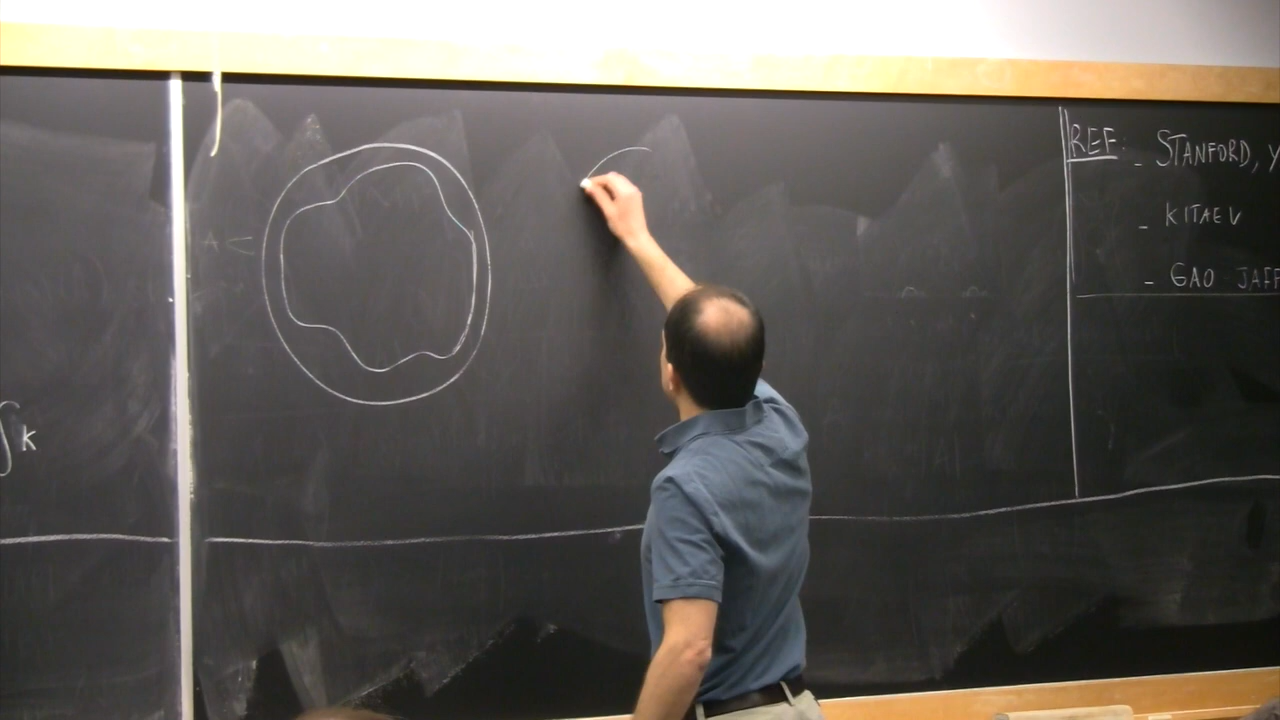 ∫K
REF:
- STANFORD,
- KITAEV
- GAO JAFF